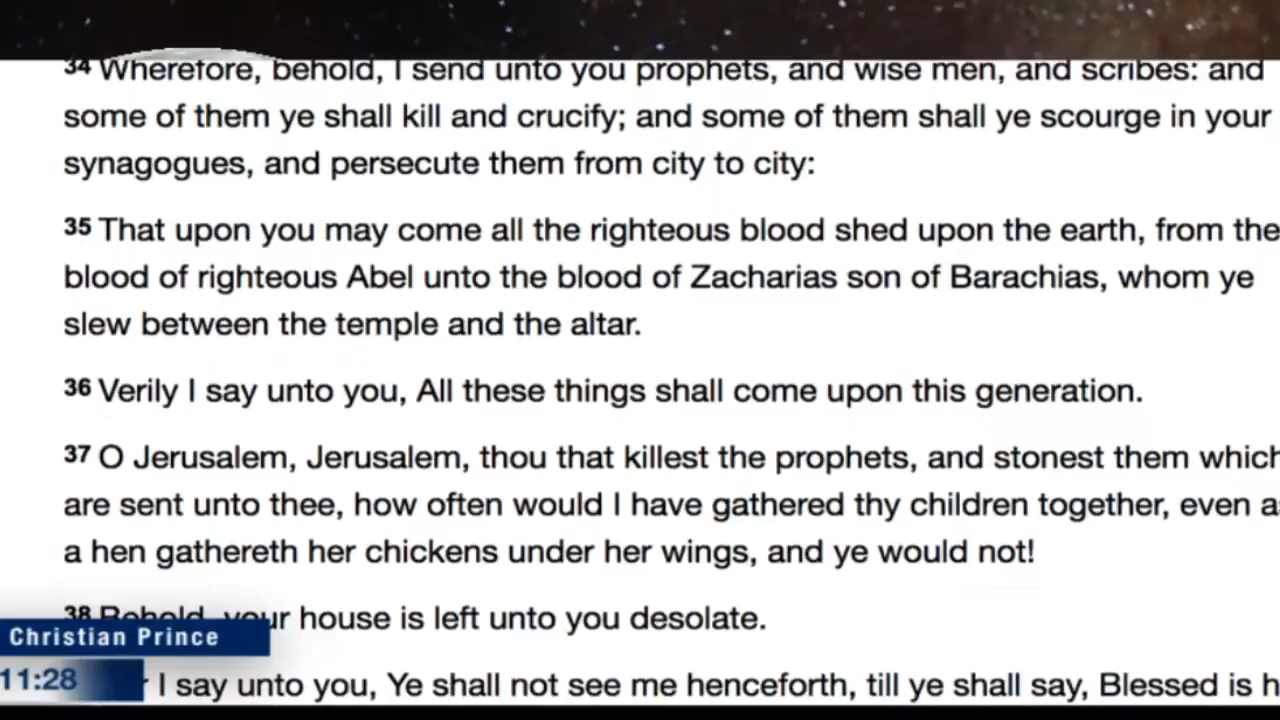 34 Wherefore, behold, I send unto you prophets, and wise men, and scribes: and
some of them ye shall kill and crucify; and some of them shall ye scourge in your
synagogues, and persecute them from city to city:
35 That upon you may come all the righteous blood shed upon the earth, from the
blood of righteous Abel unto the blood of Zacharias son of Barachias, whom ye
slew between the temple and the altar.
36 Verily I say unto you, All these things shall come upon this generation.
37 O Jerusalem, Jerusalem, thou that killest the prophets, and stonest them which
are sent unto thee, how often would I have gathered thy children together, even a
a hen gathereth her chickens under her wings, and ye would not!
38 Behold, your house is left unto you desolate.
Christian Prince
11:28
I say unto you, Ye shall not see me henceforth, till ye shall say, Blessed is h